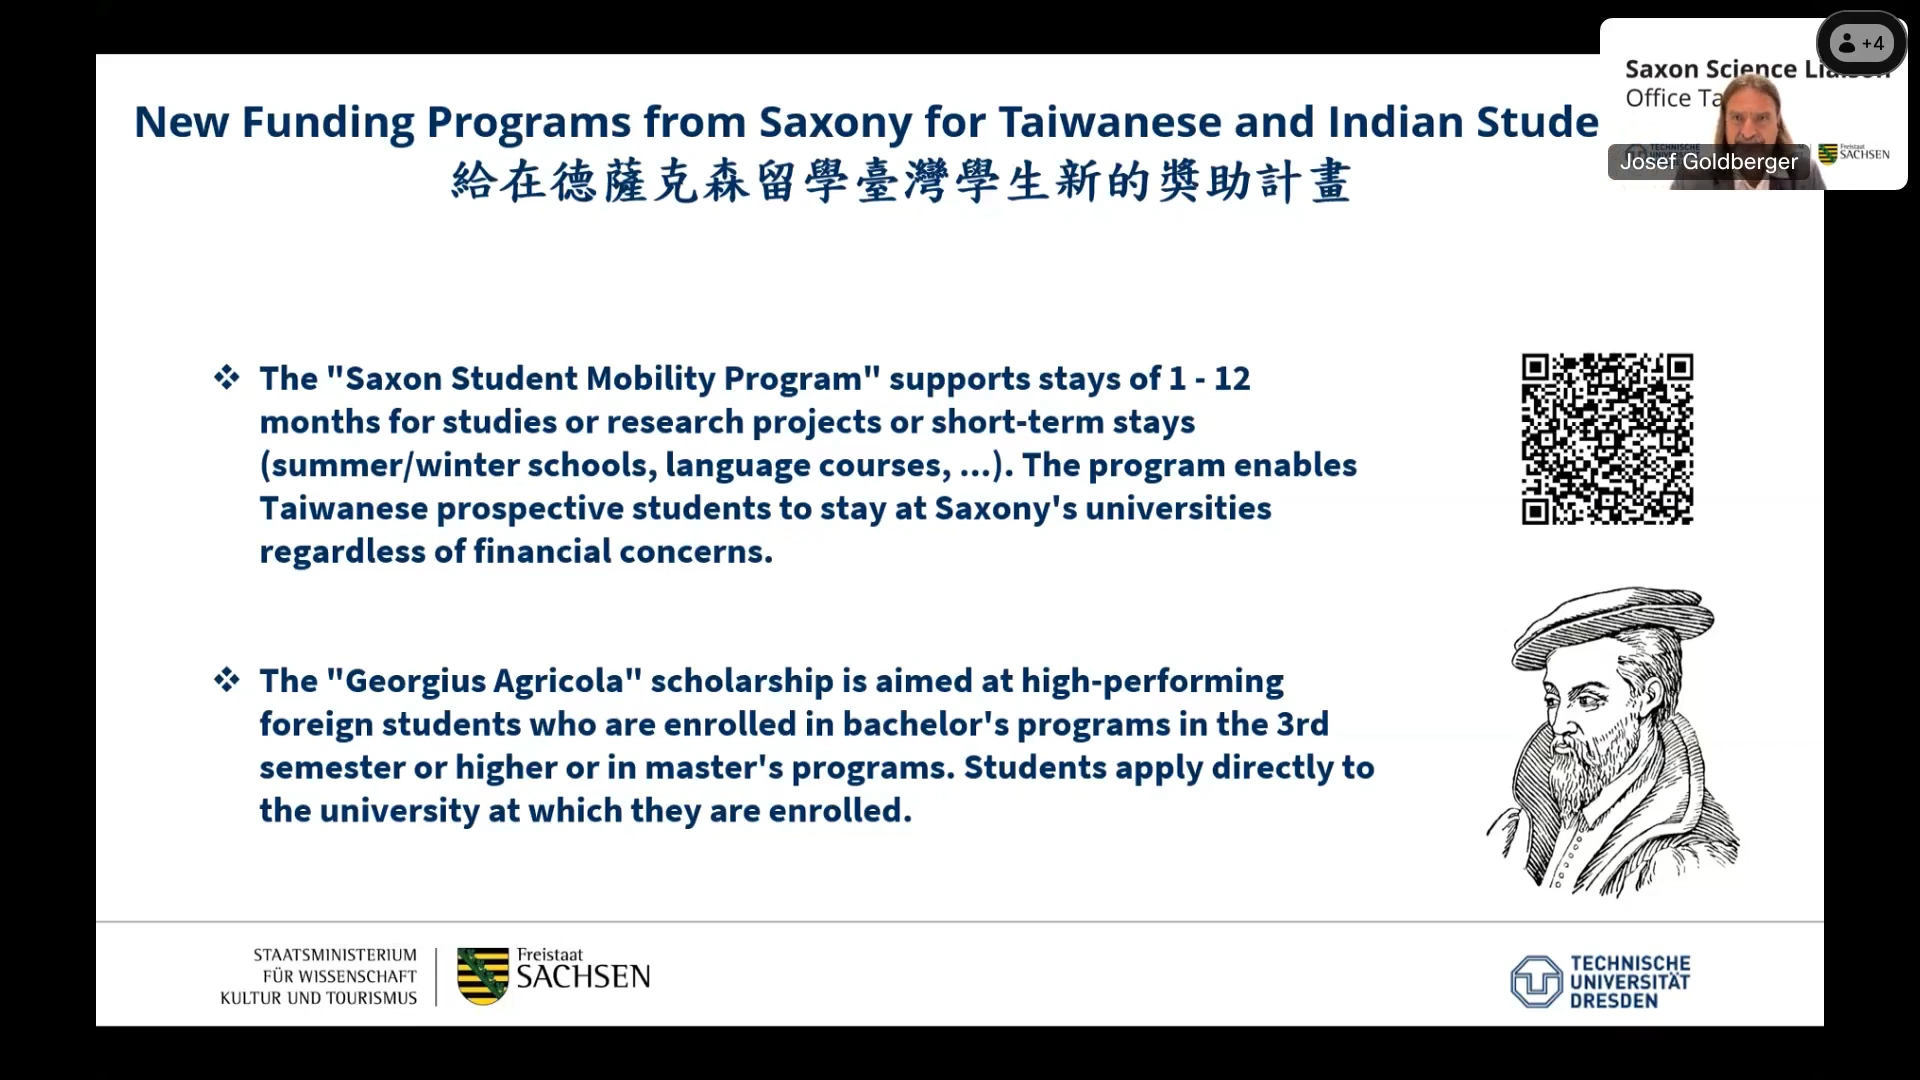 New Funding Programs from Saxony for Taiwanese and Indian Stude
給在德薩克森留學臺灣學生新的獎助計畫
+4
Saxon Science Liaison
Office Ta
Josef Goldberger
Freistaat
SACHSEN
❖ The "Saxon Student Mobility Program" supports stays of 1 - 12
months for studies or research projects or short-term stays
(summer/winter schools, language courses, ...). The program enables
Taiwanese prospective students to stay at Saxony's universities
regardless of financial concerns.
❖ The "Georgius Agricola" scholarship is aimed at high-performing
foreign students who are enrolled in bachelor's programs in the 3rd
semester or higher or in master's programs. Students apply directly to
the university at which they are enrolled.
STAATSMINISTERIUM
FÜR WISSENSCHAFT
KULTUR UND TOURISMUS
Freistaat
SACHSEN
TECHNISCHE
UNIVERSITÄT
DRESDEN